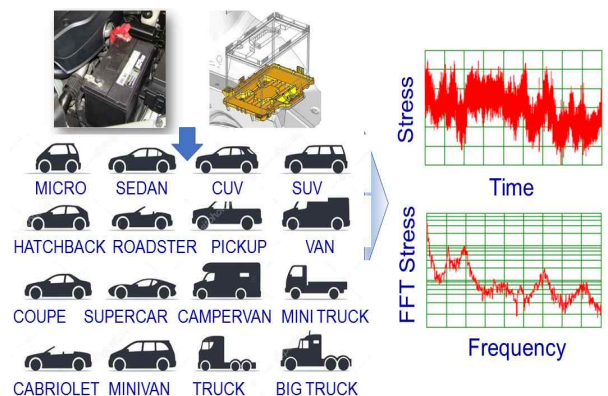 MICRO SEDAN CUV SUV
HATCHBACK ROADSTER PICKUP VAN
COUPE SUPERCAR CAMPERVAN MINI TRUCK
CABRIOLET MINIVAN TRUCK BIG TRUCK
Stress
Time
FFT Stress
Frequency